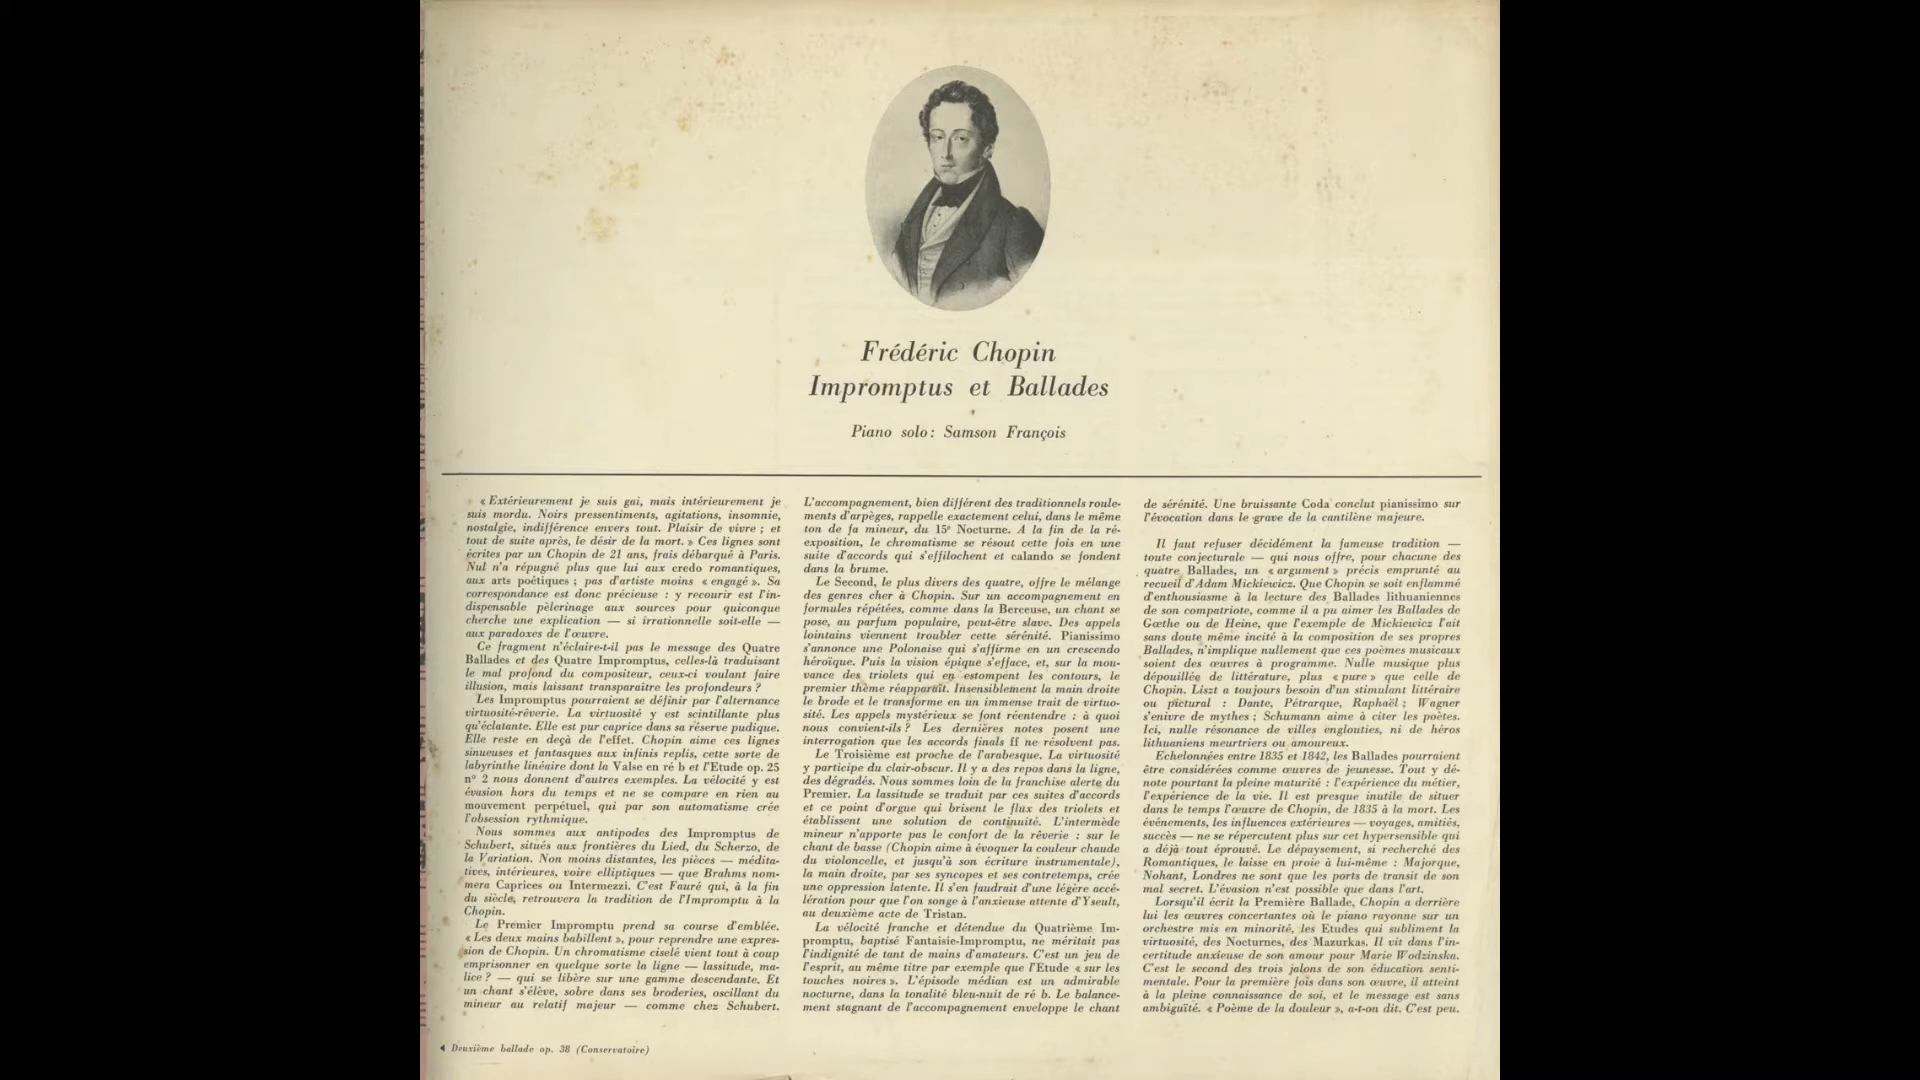 Frédéric Chopin
Impromptus et Ballades
Piano solo: Samson François
« Extérieurement je suis gai, mais intérieurement je
suis mordu. Noirs pressentiments, agitations, insomnie,
nostalgie, indifférence envers tout. Plaisir de vivre ; et
tout de suite après, le désir de la mort. » Ces lignes sont
écrites par un Chopin de 21 ans, frais débarqué à Paris.
Nul n'a répugné plus que lui aux credo romantiques,
aux arts poétiques ; pas d'artiste moins « engagé ». Sa
correspondance est donc précieuse : y recourir est l'in-
dispensable pèlerinage aux sources pour quiconque
cherche une explication — si irrationnelle soit-elle —
aux paradoxes de l'œuvre.
Ce fragment n'éclaire-t-il pas le message des Quatre
Ballades et des Quatre Impromptus, celles-là traduisant
le mal profond du compositeur, ceux-ci voulant faire
illusion, mais laissant transparaître les profondeurs ?
Les Impromptus pourraient se définir par l'alternance
virtuosité-rêverie. La virtuosité y est scintillante plus
qu'éclatante. Elle est pur caprice dans sa réserve pudique.
Elle reste en deçà de l'effet. Chopin aime ces lignes
sinueuses et fantasques aux infinis replis, cette sorte de
labyrinthe linéaire dont la Valse en ré b et l'Etude op. 25
n° 2 nous donnent d'autres exemples. La vélocité y est
évasion hors du temps et ne se compare en rien au
mouvement perpétuel, qui par son automatisme crée
l'obsession rythmique.
Nous sommes aux antipodes des Impromptus de
Schubert, situés aux frontières du Lied, du Scherzo, de
la Variation. Non moins distantes, les pièces — médita-
tives, intérieures, voire elliptiques — que Brahms nom-
mera Caprices ou Intermezzi. C'est Fauré qui, à la fin
du siècle, retrouvera la tradition de l'Impromptu à la
Chopin.
Le Premier Impromptu prend sa course d'emblée.
« Les deux mains babillent », pour reprendre une expres-
sion de Chopin. Un chromatisme ciselé vient tout à coup
emprisonner en quelque sorte la ligne — lassitude, ma-
lice ? — qui se libère sur une gamme descendante. Et
un chant s'élève, sobre dans ses broderies, oscillant du
mineur au relatif majeur — comme chez Schubert.
L'accompagnement, bien différent des traditionnels roule-
ments d'arpèges, rappelle exactement celui, dans le même
ton de fa mineur, du 15e Nocturne. A la fin de la ré-
exposition, le chromatisme se résout cette fois en une
suite d'accords qui s'effilochent et calando se fondent
dans la brume.
Le Second, le plus divers des quatre, offre le mélange
des genres cher à Chopin. Sur un accompagnement en
formules répétées, comme dans la Berceuse, un chant se
pose, au parfum populaire, peut-être slave. Des appels
lointains viennent troubler cette sérénité. Pianissimo
s'annonce une Polonaise qui s'affirme en un crescendo
héroïque. Puis la vision épique s'efface, et, sur la mou-
vance des triolets qui en estompent les contours, le
premier thème réapparaît. Insensiblement la main droite
le brode et le transforme en un immense trait de virtuo-
sité. Les appels mystérieux se font réentendre : à quoi
nous convient-ils ? Les dernières notes posent une
interrogation que les accords finals ff ne résolvent pas.
Le Troisième est proche de l'arabesque. La virtuosité
y participe du clair-obscur. Il y a des repos dans la ligne,
des dégradés. Nous sommes loin de la franchise alerte du
Premier. La lassitude se traduit par ces suites d'accords
et ce point d'orgue qui brisent le flux des triolets et
établissent une solution de continuité. L'intermède
mineur n'apporte pas le confort de la rêverie : sur le
chant de basse (Chopin aime à évoquer la couleur chaude
du violoncelle, et jusqu'à son écriture instrumentale),
la main droite, par ses syncopes et ses contretemps, crée
une oppression latente. Il s'en faudrait d'une légère accé-
lération pour que l'on songe à l'anxieuse attente d'Yseult,
au deuxième acte de Tristan.
La vélocité franche et détendue du Quatrième Im-
promptu, baptisé Fantaisie-Impromptu, ne méritait pas
l'indignité de tant de mains d'amateurs. C'est un jeu de
l'esprit, au même titre par exemple que l'Etude « sur les
touches noires ». L'épisode médian est un admirable
nocturne, dans la tonalité bleu-nuit de ré b. Le balance-
ment stagnant de l'accompagnement enveloppe le chant
de sérénité. Une bruissante Coda conclut pianissimo sur
l'évocation dans le grave de la cantilène majeure.
Il faut refuser décidément la fameuse tradition —
toute conjecturale — qui nous offre, pour chacune des
quatre Ballades, un « argument » précis emprunté au
recueil d'Adam Mickiewicz. Que Chopin se soit enflammé
d'enthousiasme à la lecture des Ballades lithuaniennes
de son compatriote, comme il a pu aimer les Ballades de
Gœthe ou de Heine, que l'exemple de Mickiewicz l'ait
sans doute même incité à la composition de ses propres
Ballades, n'implique nullement que ces poèmes musicaux
soient des œuvres à programme. Nulle musique plus
dépouillée de littérature, plus « pure » que celle de
Chopin. Liszt a toujours besoin d'un stimulant littéraire
ou pictural : Dante, Pétrarque, Raphaël ; Wagner
s'enivre de mythes ; Schumann aime à citer les poètes.
Ici, nulle résonance de villes englouties, ni de héros
lithuaniens meurtriers ou amoureux.
Echelonnées entre 1835 et 1842, les Ballades pourraient
être considérées comme œuvres de jeunesse. Tout y dé-
note pourtant la pleine maturité : l'expérience du métier,
l'expérience de la vie. Il est presque inutile de situer
dans le temps l'œuvre de Chopin, de 1835 à la mort. Les
événements, les influences extérieures — voyages, amitiés,
succès — ne se répercutent plus sur cet hypersensible qui
a déjà tout éprouvé. Le dépaysement, si recherché des
Romantiques, le laisse en proie à lui-même : Majorque,
Nohant, Londres ne sont que les ports de transit de son
mal secret. L'évasion n'est possible que dans l'art.
Lorsqu'il écrit la Première Ballade, Chopin a derrière
lui les œuvres concertantes où le piano rayonne sur un
orchestre mis en minorité, les Etudes qui subliment la
virtuosité, des Nocturnes, des Mazurkas. Il vit dans l'in-
certitude anxieuse de son amour pour Marie Wodzinska.
C'est le second des trois jalons de son éducation senti-
mentale. Pour la première fois dans son œuvre, il atteint
à la pleine connaissance de soi, et le message est sans
ambiguïté. « Poème de la douleur », a-t-on dit. C'est peu.
◄ Deuxième ballade op. 38 (Conservatoire)